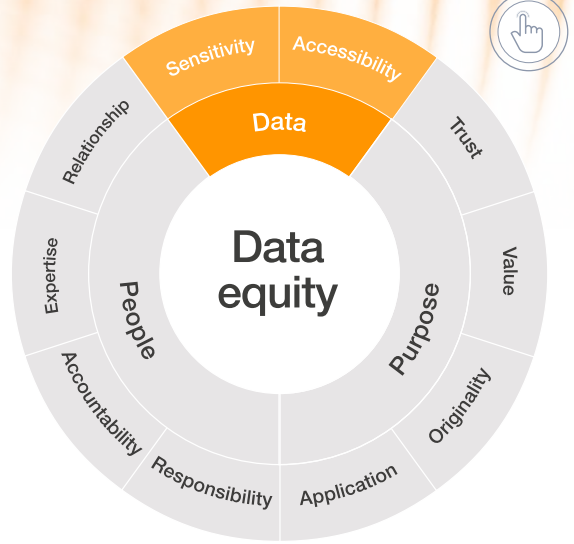 Sensitivity
Accessibility
Data
Relationship
Trust
Expertise
Value
Data
equity
People
Purpose
Accountability
Originality
Responsibility
Application